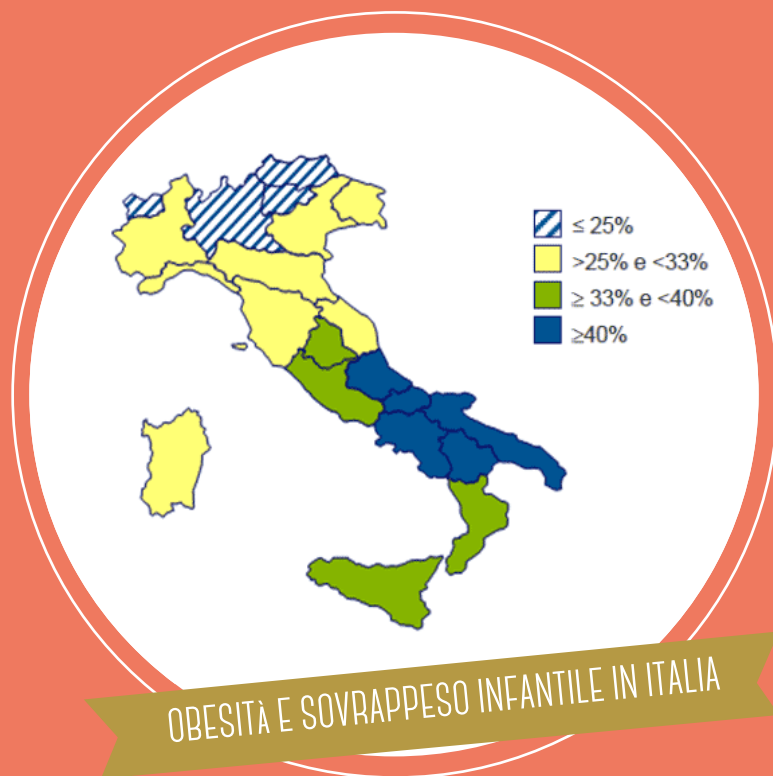 ≤ 25%
>25% e <33%
≥ 33% e <40%
≥40%
OBESITà E SOVRAPPESO INFANTILE IN ITALIA